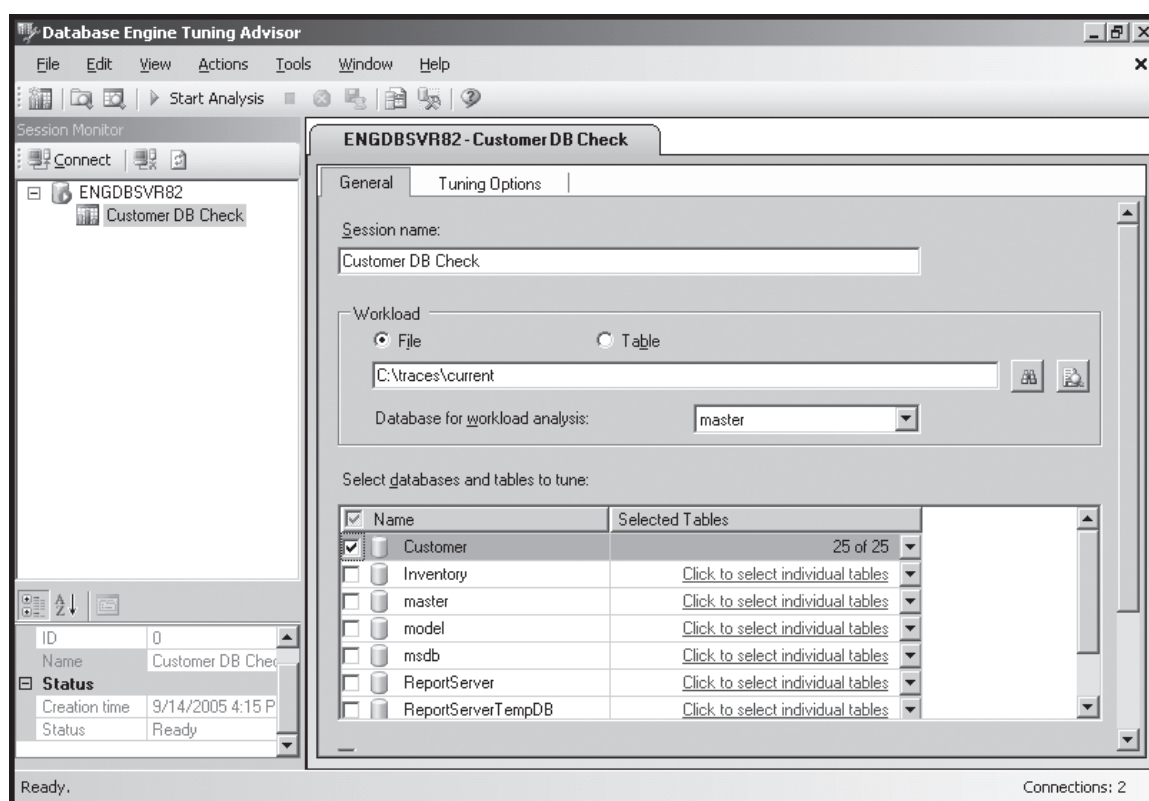 Database Engine Tuning Advisor
File Edit View Actions Tools Window Help
Start Analysis
Session Monitor
Connect
ENGDBSVR82
Customer DB Check
ID 0
Name Customer DB Chec
Status
Creation time 9/14/2005 4:15 P
Status Ready
ENGDBSVR82 - Customer DB Check
General Tuning Options
Session name:
Customer DB Check
Workload
File Table
C:\traces\current
Database for workload analysis: master
Select databases and tables to tune:
Name Selected Tables
Customer 25 of 25
Inventory Click to select individual tables
master Click to select individual tables
model Click to select individual tables
msdb Click to select individual tables
ReportServer Click to select individual tables
ReportServerTempDB Click to select individual tables
Ready. Connections: 2